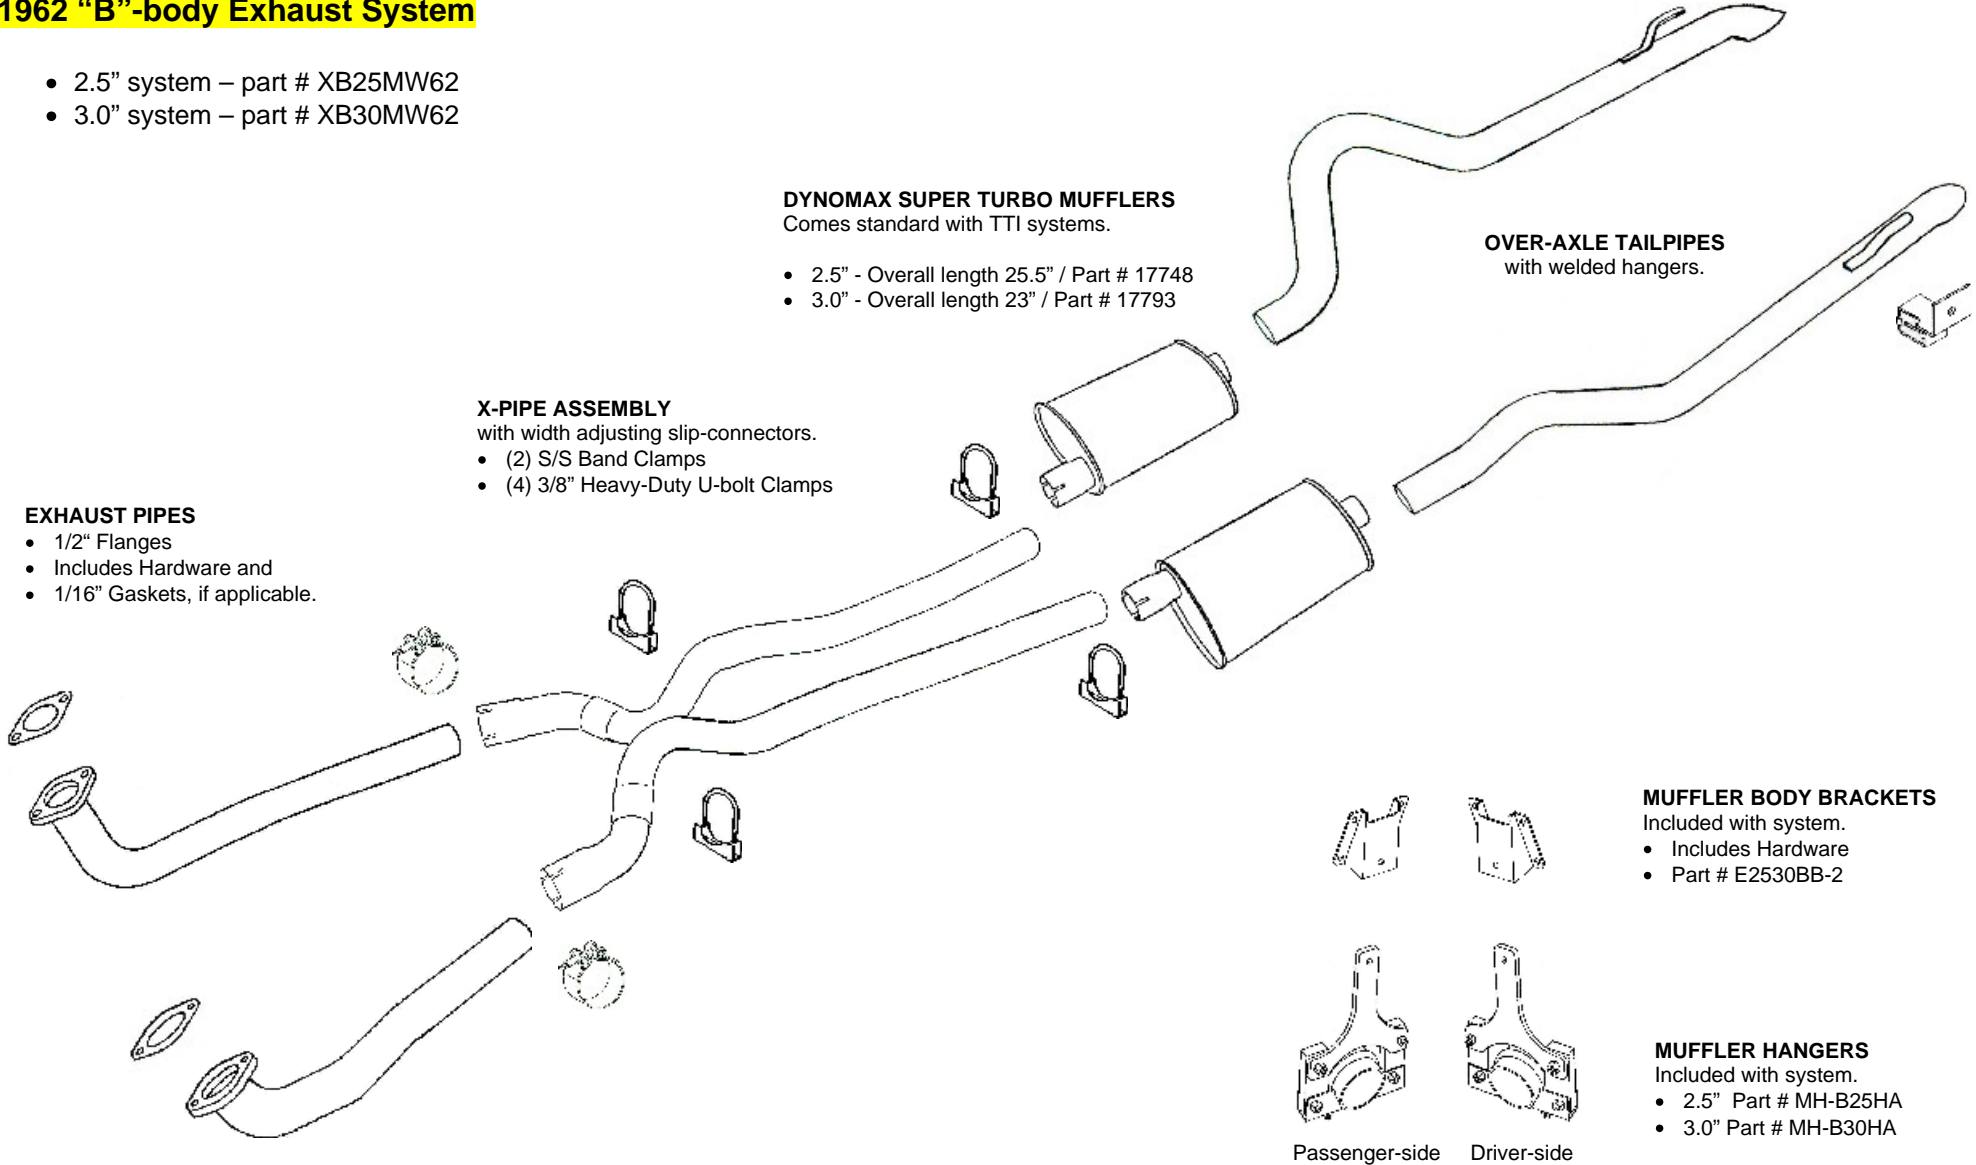 1962 “B”-body Exhaust System
• 2.5” system – part # XB25MW62
• 3.0” system – part # XB30MW62
DYNOMAX SUPER TURBO MUFFLERS
Comes standard with TTI systems.
• 2.5” - Overall length 25.5” / Part # 17748
• 3.0” - Overall length 23” / Part # 17793
OVER-AXLE TAILPIPES
with welded hangers.
X-PIPE ASSEMBLY
with width adjusting slip-connectors.
• (2) S/S Band Clamps
• (4) 3/8” Heavy-Duty U-bolt Clamps
EXHAUST PIPES
• 1/2“ Flanges
• Includes Hardware and
• 1/16” Gaskets, if applicable.
MUFFLER BODY BRACKETS
Included with system.
• Includes Hardware
• Part # E2530BB-2
MUFFLER HANGERS
Included with system.
• 2.5” Part # MH-B25HA
• 3.0” Part # MH-B30HA
Passenger-side Driver-side